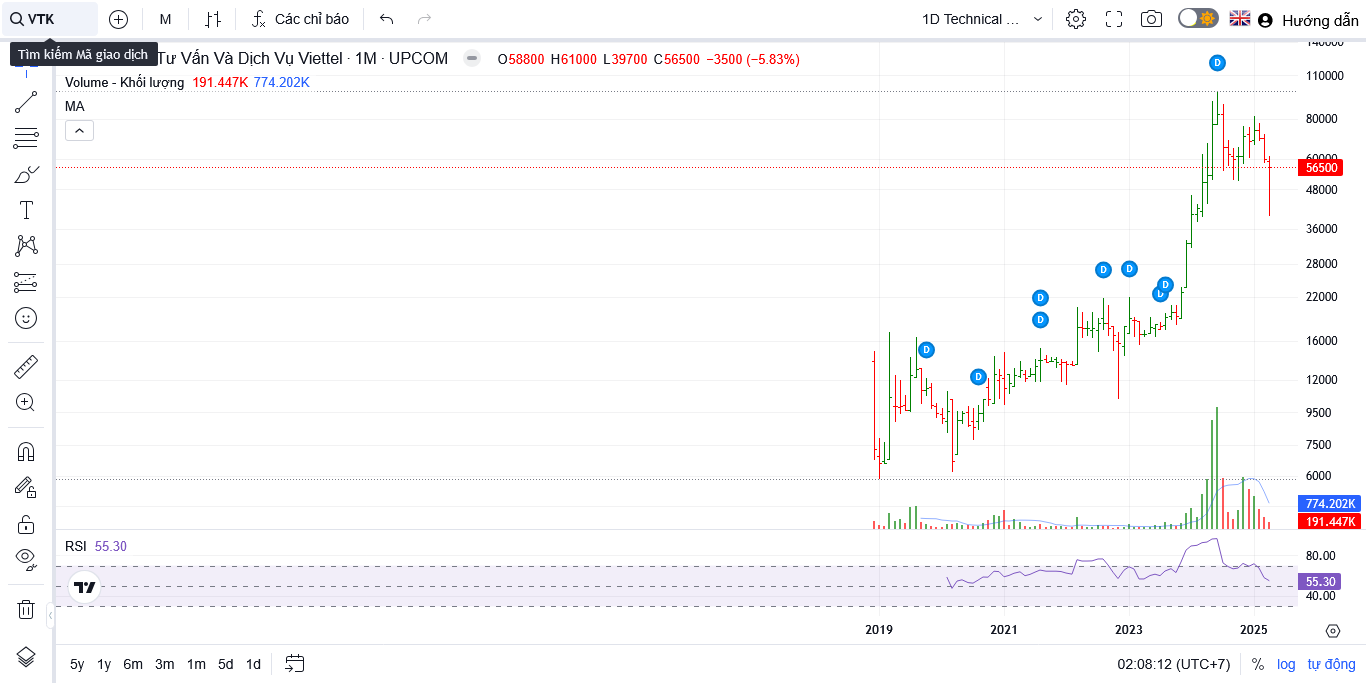 VTK
M
Các chỉ báo
1D Technical ...
Hướng dẫn
Tìm kiếm Mã giao dịch
Tư Vấn Và Dịch Vụ Viettel · 1M · UPCOM
O58800 H61000 L39700 C56500 −3500 (−5.83%)
Volume - Khối lượng 191.447K 774.202K
MA
D
D
D
D
D
D
D
D
D
140000
110000
80000
60000
56500
48000
36000
28000
22000
16000
12000
9500
7500
6000
774.202K
191.447K
RSI 55.30
80.00
55.30
40.00
2019 2021 2023 2025
5y 1y 6m 3m 1m 5d 1d
02:08:12 (UTC+7) % log tự động